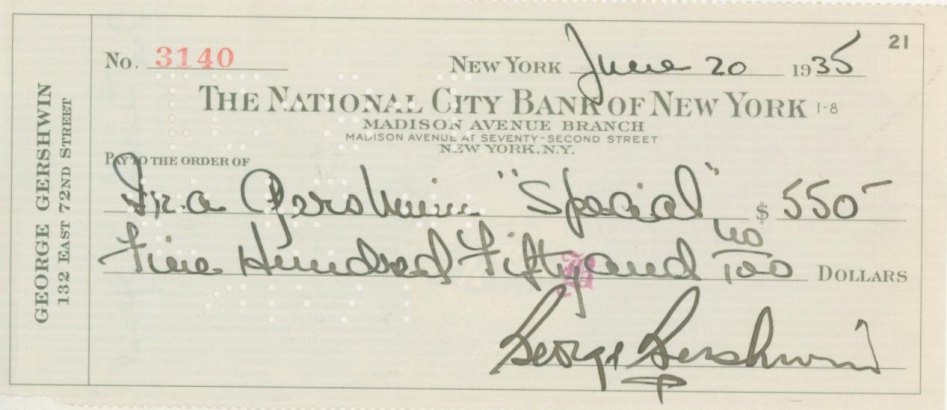 21
No. 3140 NEW YORK June 20 1935
THE NATIONAL CITY BANK OF NEW YORK 1-8
MADISON AVENUE BRANCH
MADISON AVENUE AT SEVENTY-SECOND STREET
NEW YORK, N.Y.
PAY TO THE ORDER OF
Ira Gershwin "Special" $ 550
Five Hundred Fifty and no/100 DOLLARS
George Gershwin
GEORGE GERSHWIN
132 EAST 72ND STREET